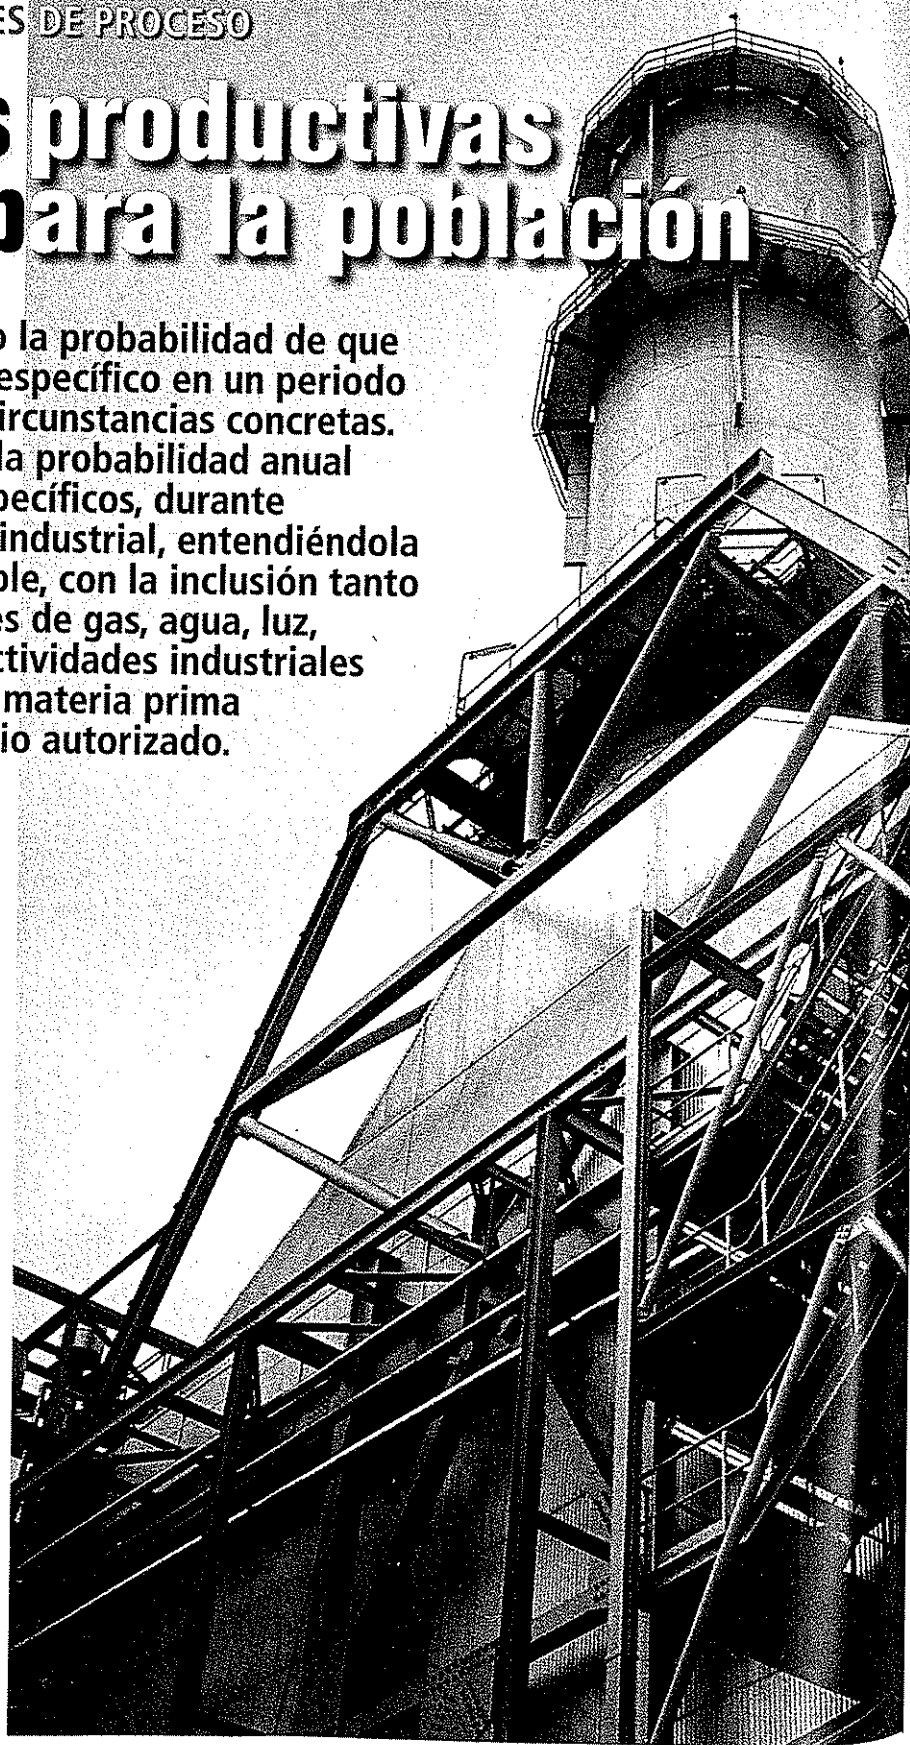 ES DE PROCESO
s productivas
para la población
o la probabilidad de que
específico en un periodo
ircunstancias concretas.
la probabilidad anual
pecíficos, durante
industrial, entendiéndola
ble, con la inclusión tanto
es de gas, agua, luz,
ctividades industriales
materia prima
io autorizado.